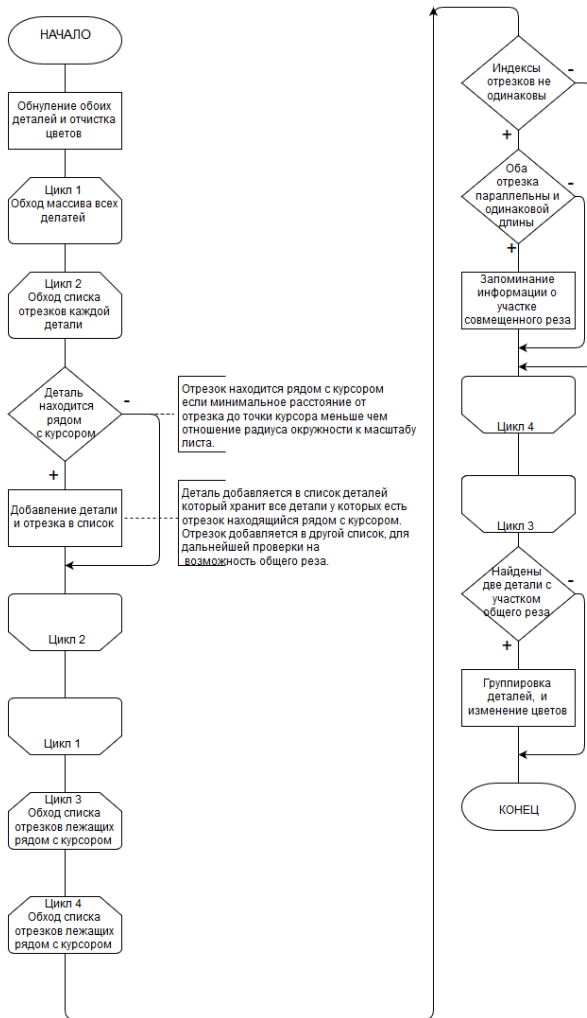 НАЧАЛО
Обнуление обоих
деталей и отчистка
цветов
Цикл 1
Обход массива всех
делатей
Цикл 2
Обход списка
отрезков каждой
детали
Деталь
находится
рядом
с курсором
-
+
Отрезок находится рядом с курсором
если минимальное расстояние от
отрезка до точки курсора меньше чем
отношение радиуса окружности к масштабу
листа.
Добавление детали
и отрезка в список
Деталь добавляется в список деталей
который хранит все детали у которых есть
отрезок находящийся рядом с курсором.
Отрезок добавляется в другой список, для
дальнейшей проверки на
возможность общего реза.
Цикл 2
Цикл 1
Цикл 3
Обход списка
отрезков лежащих
рядом с курсором
Цикл 4
Обход списка
отрезков лежащих
рядом с курсором
Индексы
отрезков не
одинаковы
-
+
Оба
отрезка
параллельны и
одинаковой
длины
-
+
Запоминание
информации о
участке
совмещенного реза
Цикл 4
Цикл 3
Найдены
две детали с
участком
общего реза
-
+
Группировка
деталей, и
изменение цветов
КОНЕЦ